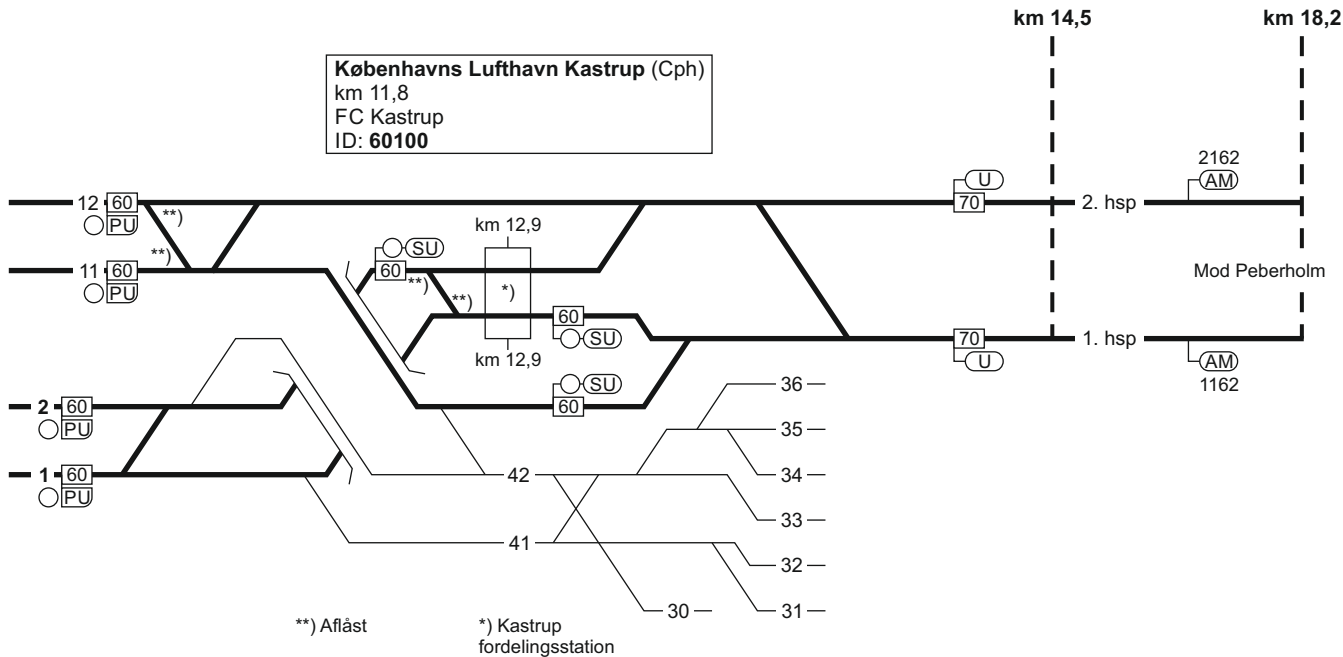 km 14,5 km 18,2
Københavns Lufthavn Kastrup (Cph)
km 11,8
FC Kastrup
ID: 60100
2162
U AM
12 60 70 2. hsp
PU **)
km 12,9
SU
**)
11 60 60 **) *) Mod Peberholm
PU **)
60
SU
70 1. hsp
km 12,9
U AM
SU 1162
36
2 60 60
PU 35
1 60 42 34
PU
33
41
32
30 31
**) Aflåst *) Kastrup
fordelingsstation